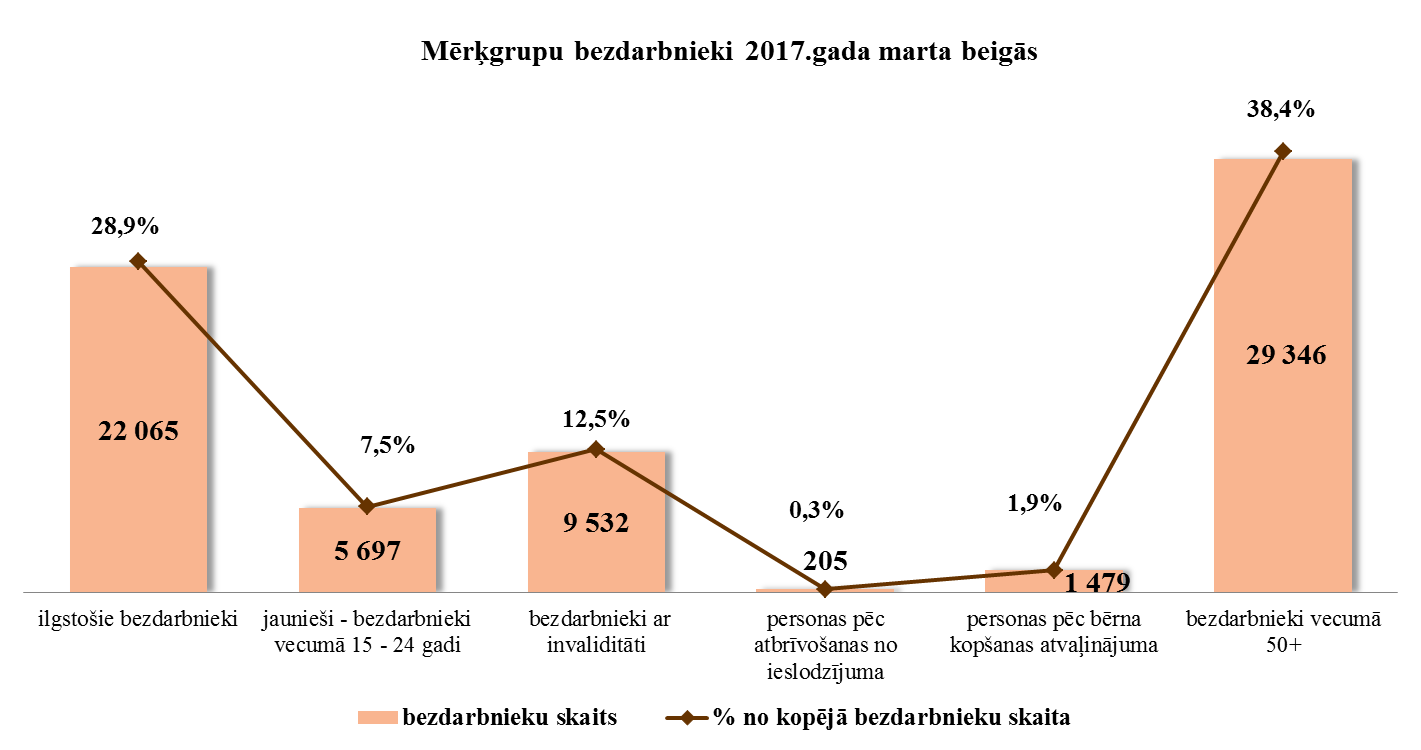 Mērķgrupu bezdarbnieki 2017.gada marta beigās
28,9%
7,5%
12,5%
0,3%
1,9%
38,4%
22 065
5 697
9 532
205
1 479
29 346
ilgstošie bezdarbnieki
jaunieši - bezdarbnieki
vecumā 15 - 24 gadi
bezdarbnieki ar
invaliditāti
personas pēc
atbrīvošanas no
ieslodzījuma
personas pēc bērna
kopšanas atvaļinājuma
bezdarbnieki vecumā
50+
bezdarbnieku skaits
% no kopējā bezdarbnieku skaita